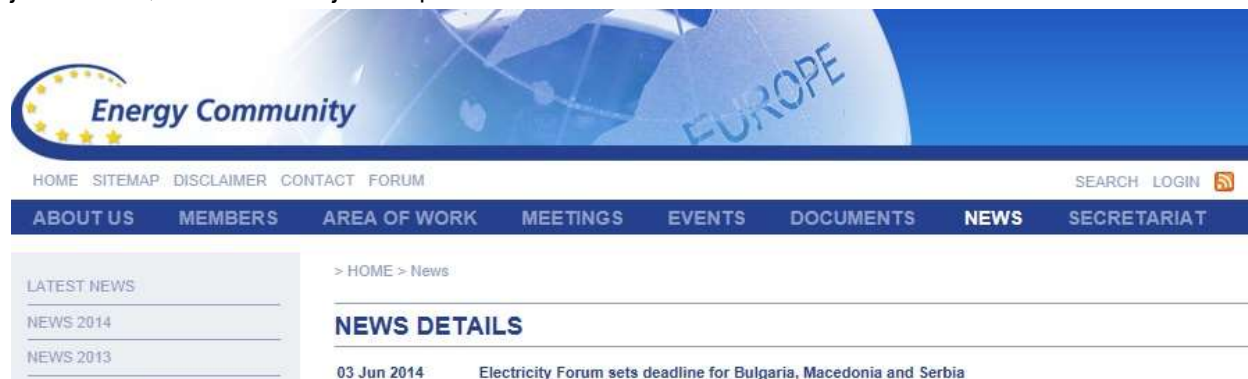 EUROPE
Energy Community
HOME SITEMAP DISCLAIMER CONTACT FORUM SEARCH LOGIN
ABOUT US MEMBERS AREA OF WORK MEETINGS EVENTS DOCUMENTS NEWS SECRETARIAT
> HOME > News
LATEST NEWS
NEWS 2014
NEWS DETAILS
NEWS 2013
03 Jun 2014 Electricity Forum sets deadline for Bulgaria, Macedonia and Serbia